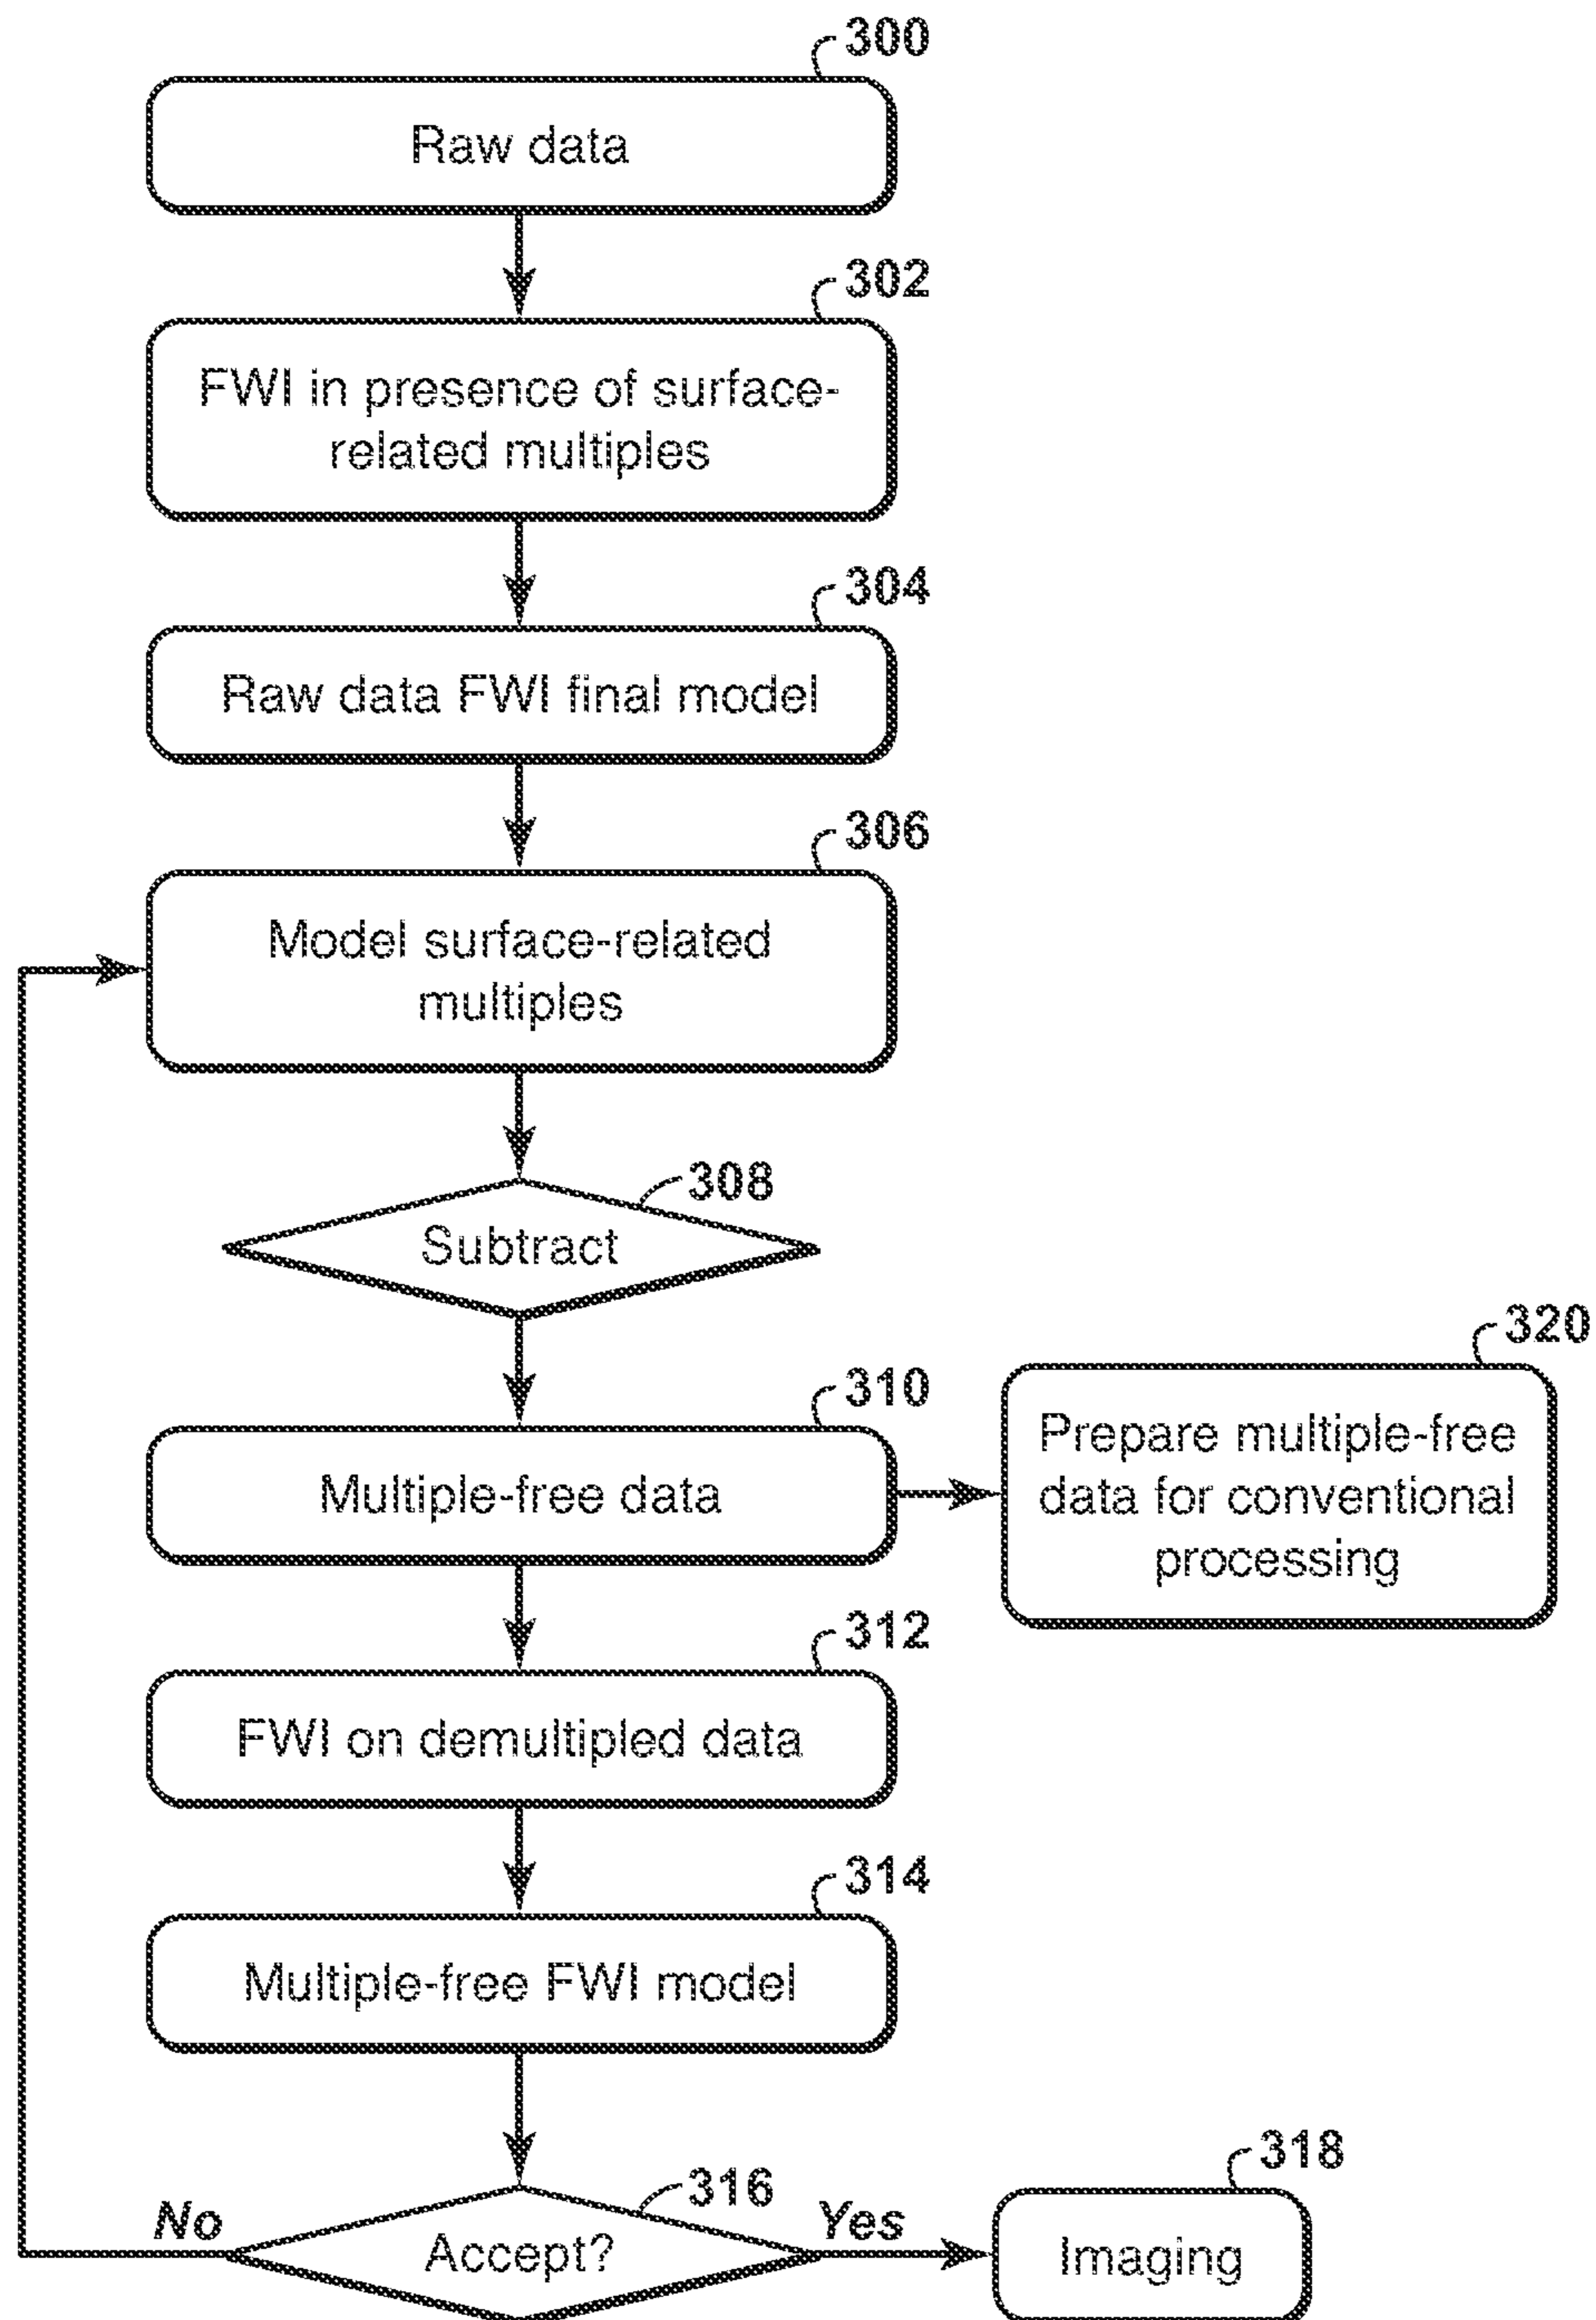 300
Raw data
302
FWI in presence of surface-
related multiples
304
Raw data FWI final model
306
Model surface-related
multiples
308
Subtract
310
Multiple-free data
320
Prepare multiple-free
data for conventional
processing
312
FWI on demultipled data
314
Multiple-free FWI model
316
No
Accept?
Yes
318
Imaging